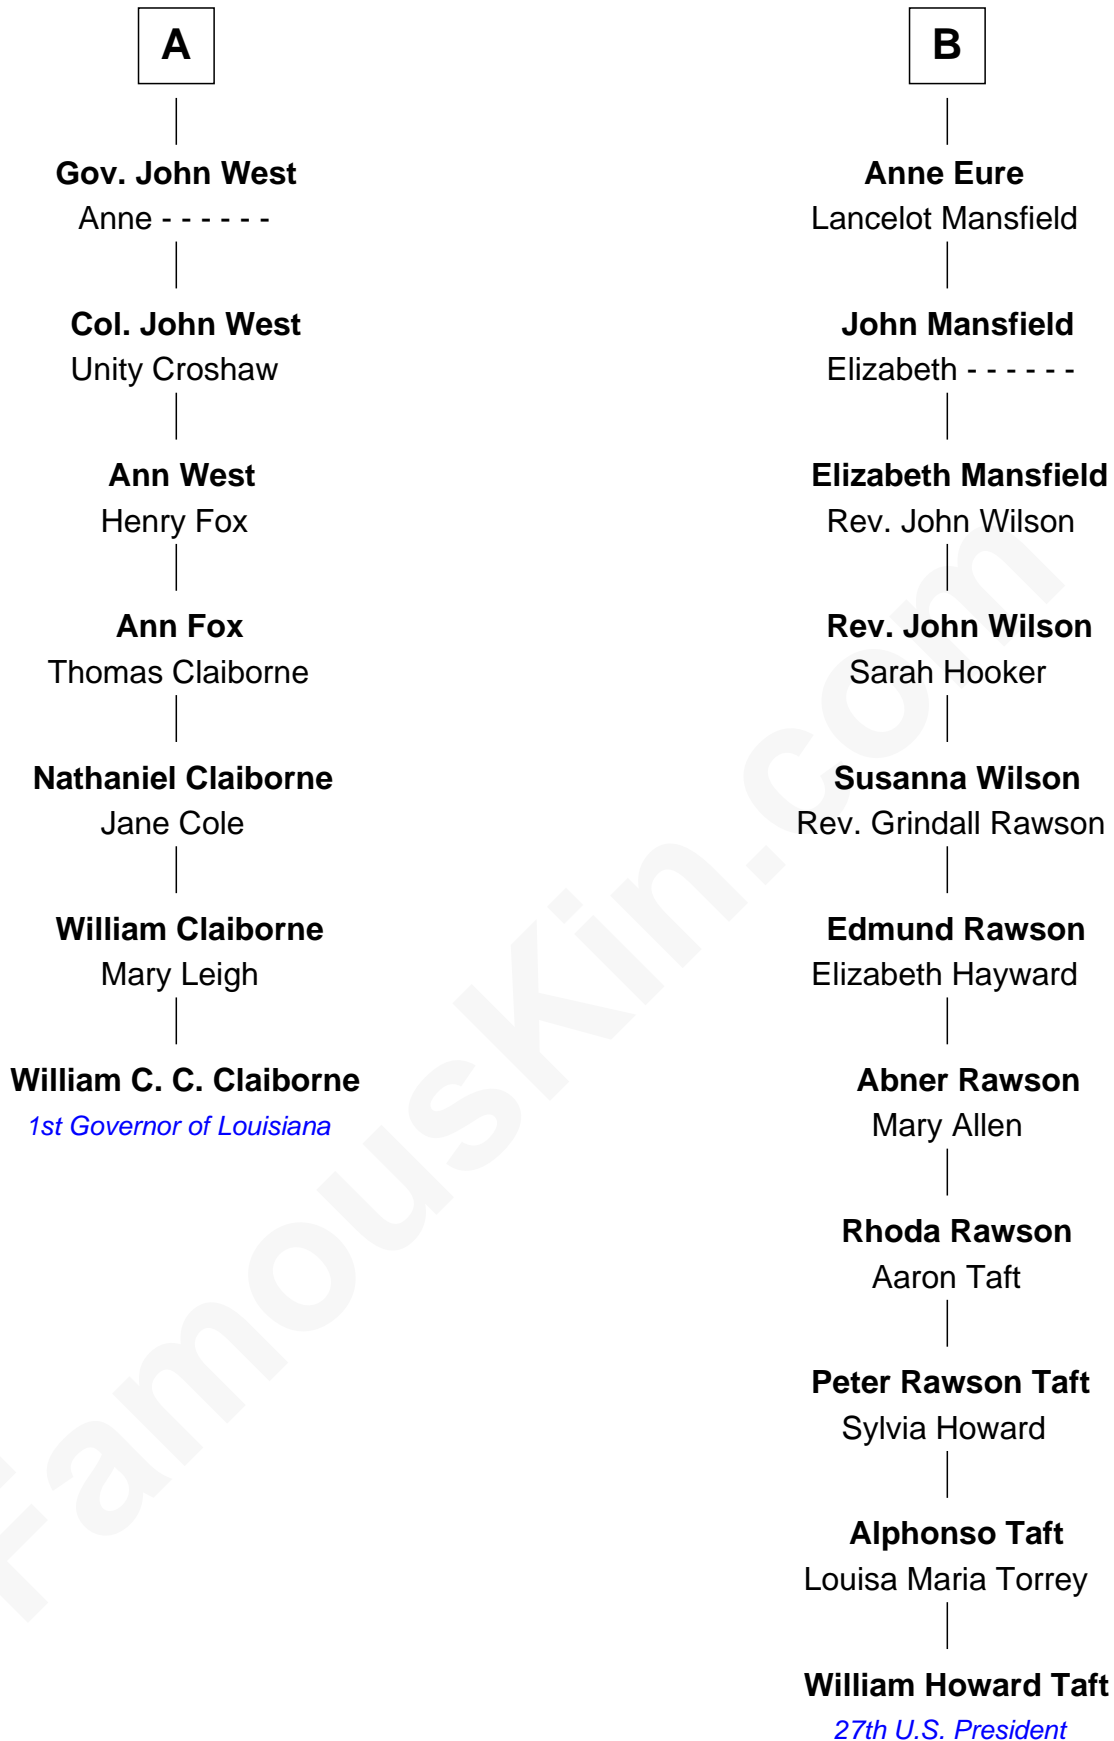 A
Gov. John West
Anne - - - - - -
Col. John West
Unity Croshaw
Ann West
Henry Fox
Ann Fox
Thomas Claiborne
Nathaniel Claiborne
Jane Cole
William Claiborne
Mary Leigh
William C. C. Claiborne
1st Governor of Louisiana
B
Anne Eure
Lancelot Mansfield
John Mansfield
Elizabeth - - - - - -
Elizabeth Mansfield
Rev. John Wilson
Rev. John Wilson
Sarah Hooker
Susanna Wilson
Rev. Grindall Rawson
Edmund Rawson
Elizabeth Hayward
Abner Rawson
Mary Allen
Rhoda Rawson
Aaron Taft
Peter Rawson Taft
Sylvia Howard
Alphonso Taft
Louisa Maria Torrey
William Howard Taft
27th U.S. President
FamousKin.com